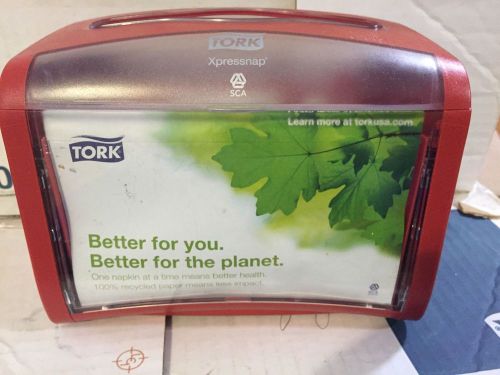 TORK
Xpressnap®
SCA
Learn more at torkusa.com
TORK
Better for you.
Better for the planet.
One napkin at a time means better health.
100% recycled paper means less impact.
SCA